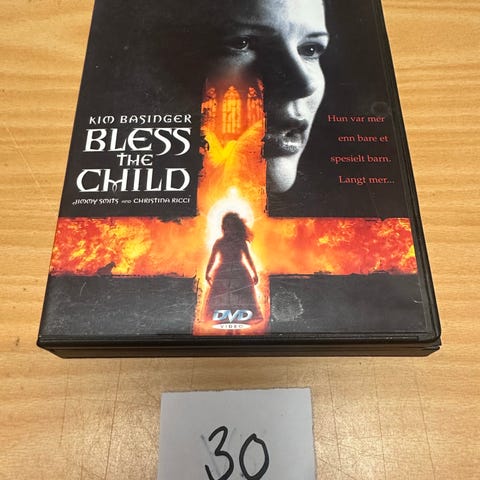 KIM BASINGER
BLESS
THE
CHILD
JIMMY SMITS AND CHRISTINA RICCI
Hun var mer
enn bare et
spesielt barn.
Langt mer...
DVD
VIDEO
30